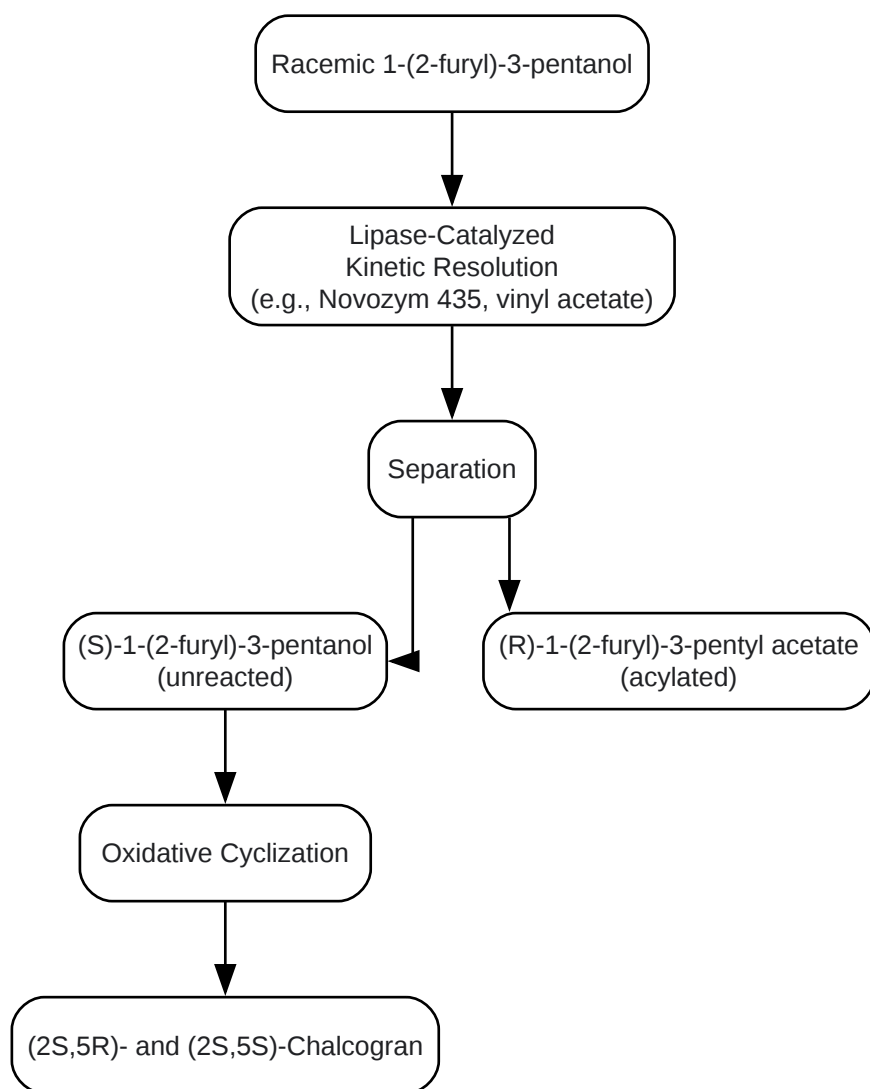 Racemic 1-(2-furyl)-3-pentanol
Lipase-Catalyzed
Kinetic Resolution
(e.g., Novozym 435, vinyl acetate)
Separation
(S)-1-(2-furyl)-3-pentanol
(unreacted)
(R)-1-(2-furyl)-3-pentyl acetate
(acylated)
Oxidative Cyclization
(2S,5R)- and (2S,5S)-Chalcogran